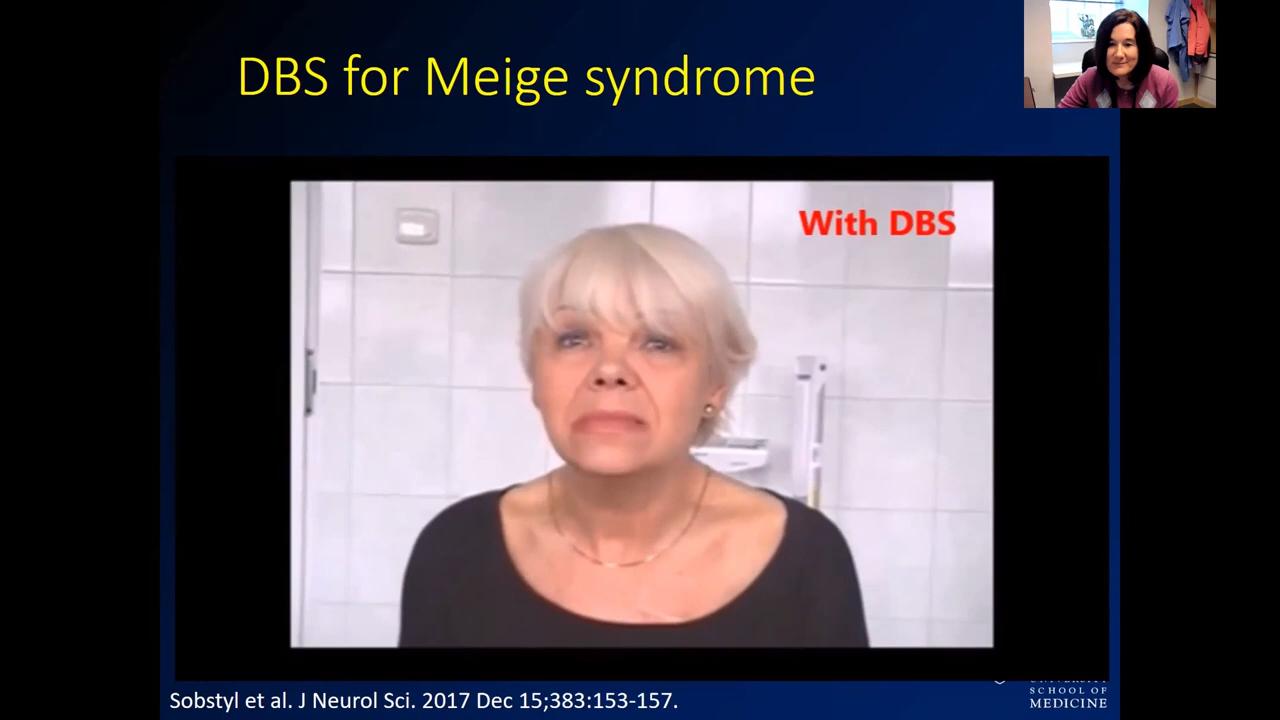 DBS for Meige syndrome
With DBS
Sobstyl et al. J Neurol Sci. 2017 Dec 15;383:153-157.
SCHOOL OF
MEDICINE